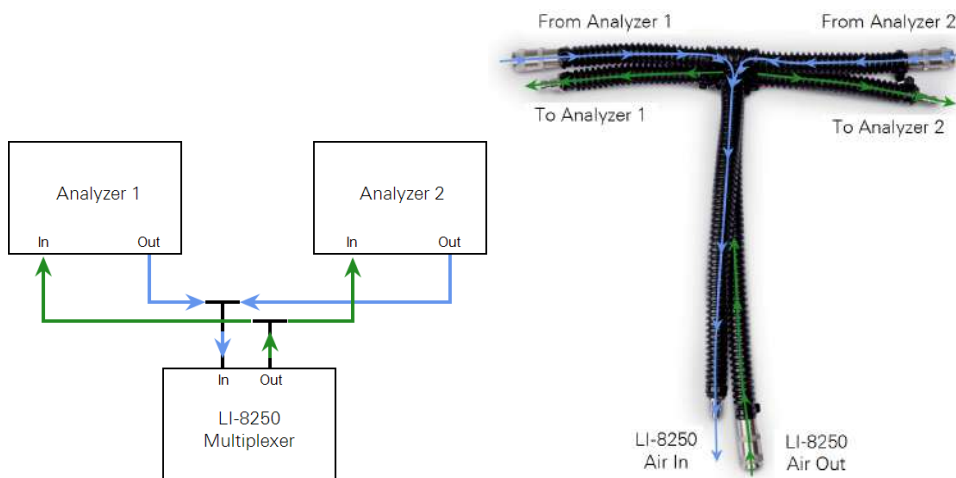 From Analyzer 1
From Analyzer 2
To Analyzer 1
To Analyzer 2
Analyzer 1
In
Out
Analyzer 2
In
Out
In
Out
LI-8250
Multiplexer
LI-8250
Air In
LI-8250
Air Out